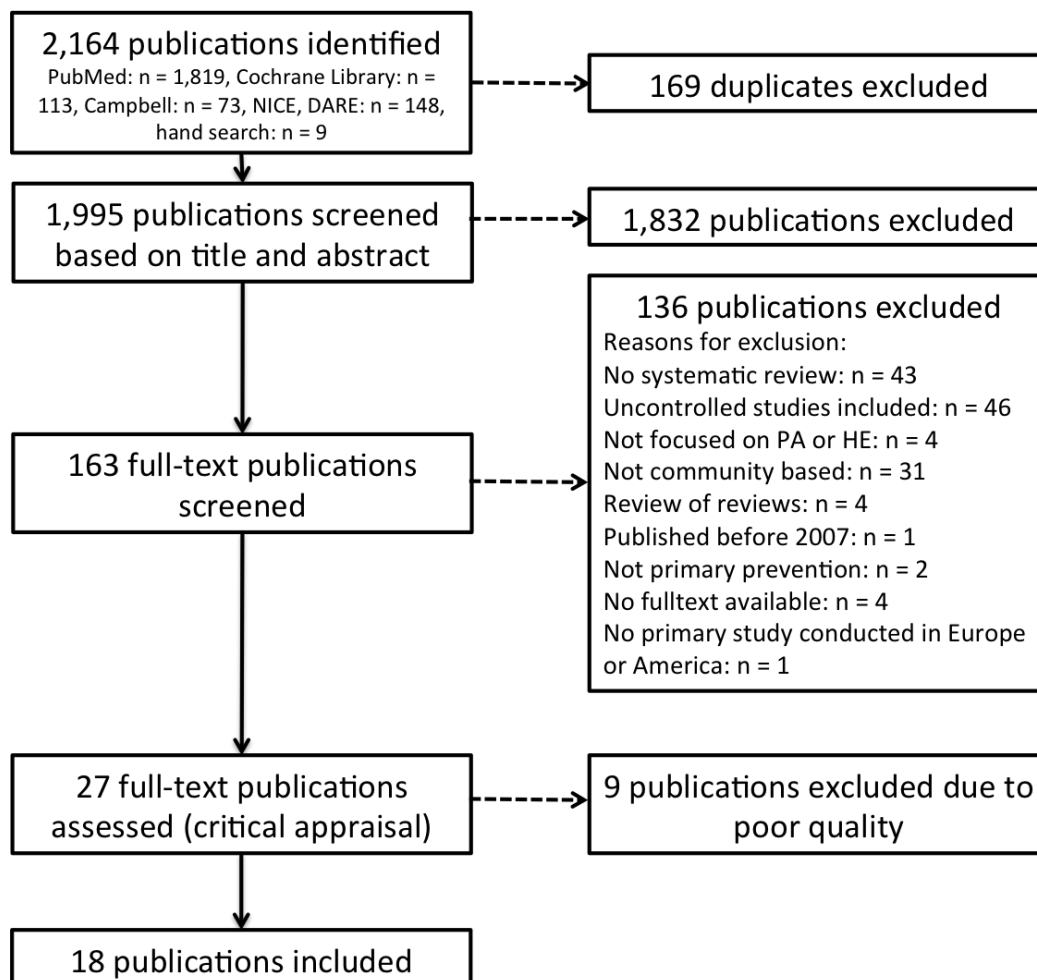 2,164 publications identified
PubMed: n = 1,819, Cochrane Library: n =
113, Campbell: n = 73, NICE, DARE: n = 148,
hand search: n = 9
169 duplicates excluded
1,995 publications screened
based on title and abstract
1,832 publications excluded
136 publications excluded
Reasons for exclusion:
No systematic review: n = 43
Uncontrolled studies included: n = 46
Not focused on PA or HE: n = 4
Not community based: n = 31
Review of reviews: n = 4
Published before 2007: n = 1
Not primary prevention: n = 2
No fulltext available: n = 4
No primary study conducted in Europe
or America: n = 1
163 full-text publications
screened
27 full-text publications
assessed (critical appraisal)
9 publications excluded due to
poor quality
18 publications included